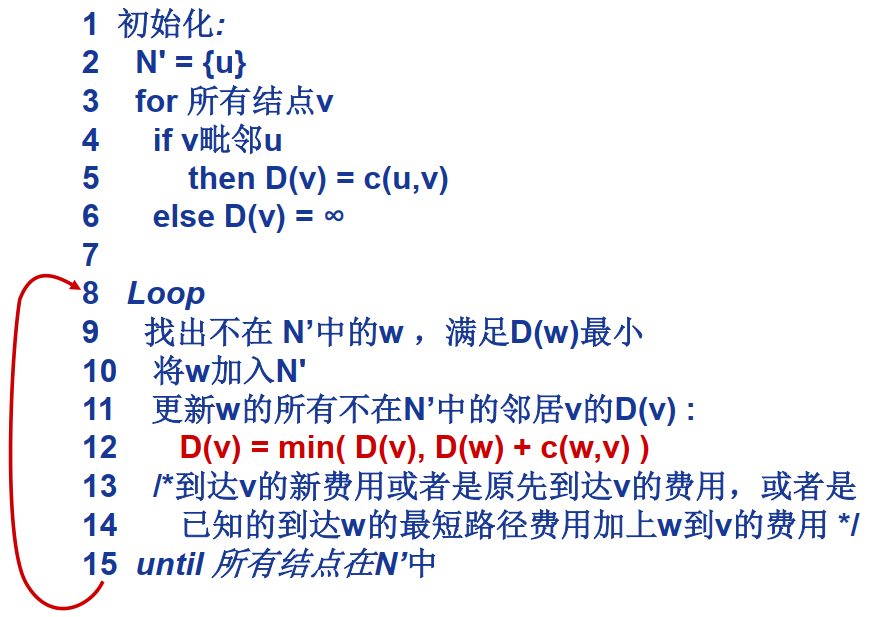 1 初始化:
2 N' = {u}
3 for 所有结点v
4 if v毗邻u
5 then D(v) = c(u,v)
6 else D(v) = ∞
7
8 Loop
9 找出不在 N’中的w ，满足D(w)最小
10 将w加入N'
11 更新w的所有不在N’中的邻居v的D(v) :
12 D(v) = min( D(v), D(w) + c(w,v) )
13 /*到达v的新费用或者是原先到达v的费用，或者是
14 已知的到达w的最短路径费用加上w到v的费用 */
15 until 所有结点在N’中